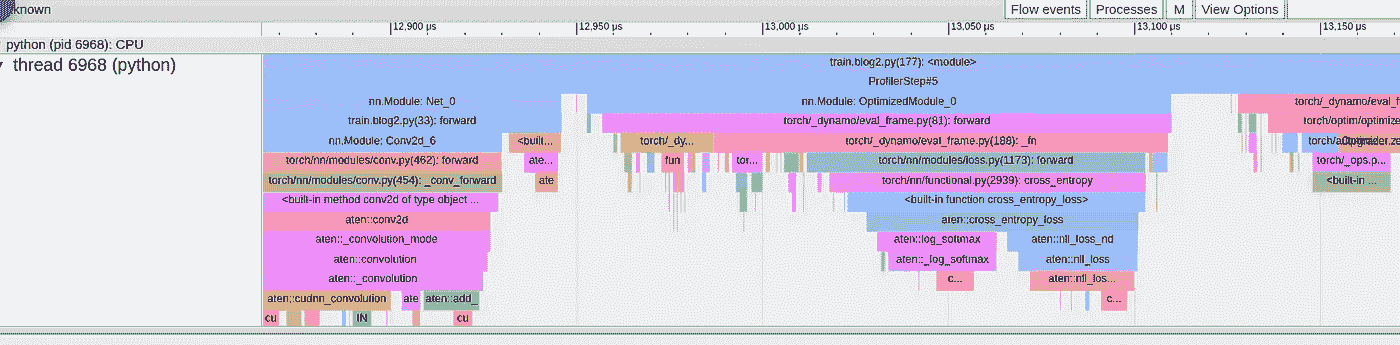 known Flow events Processes M View Options
12,900 µs 12,950 µs 13,000 µs 13,050 µs 13,100 µs 13,150 µs
python (pid 6968): CPU
thread 6968 (python) train.blog2.py(177): <module>
ProfilerStep#5
nn.Module: Net_0 nn.Module: OptimizedModule_0 torch/_dynamo/eval_f
train.blog2.py(33): forward torch/_dynamo/eval_frame.py(81): forward torch/optim/optimize
nn.Module: Conv2d_6 <built... torch/_dy... torch/_dynamo/eval_frame.py(188): _fn
torch/nn/modules/conv.py(462): forward ate... fun tor... torch/nn/modules/loss.py(1173): forward torch/_ops.p...
torch/nn/modules/conv.py(454): _conv_forward ate torch/nn/functional.py(2939): cross_entropy <built-in ...
<built-in method conv2d of type object ... <built-in function cross_entropy_loss>
aten::conv2d aten::cross_entropy_loss
aten::_convolution_mode aten::log_softmax aten::nll_loss_nd
aten::convolution aten::_log_softmax aten::nll_loss
aten::_convolution c... aten::nll_los...
aten::cudnn_convolution ate aten::add_ c...
cu IN cu